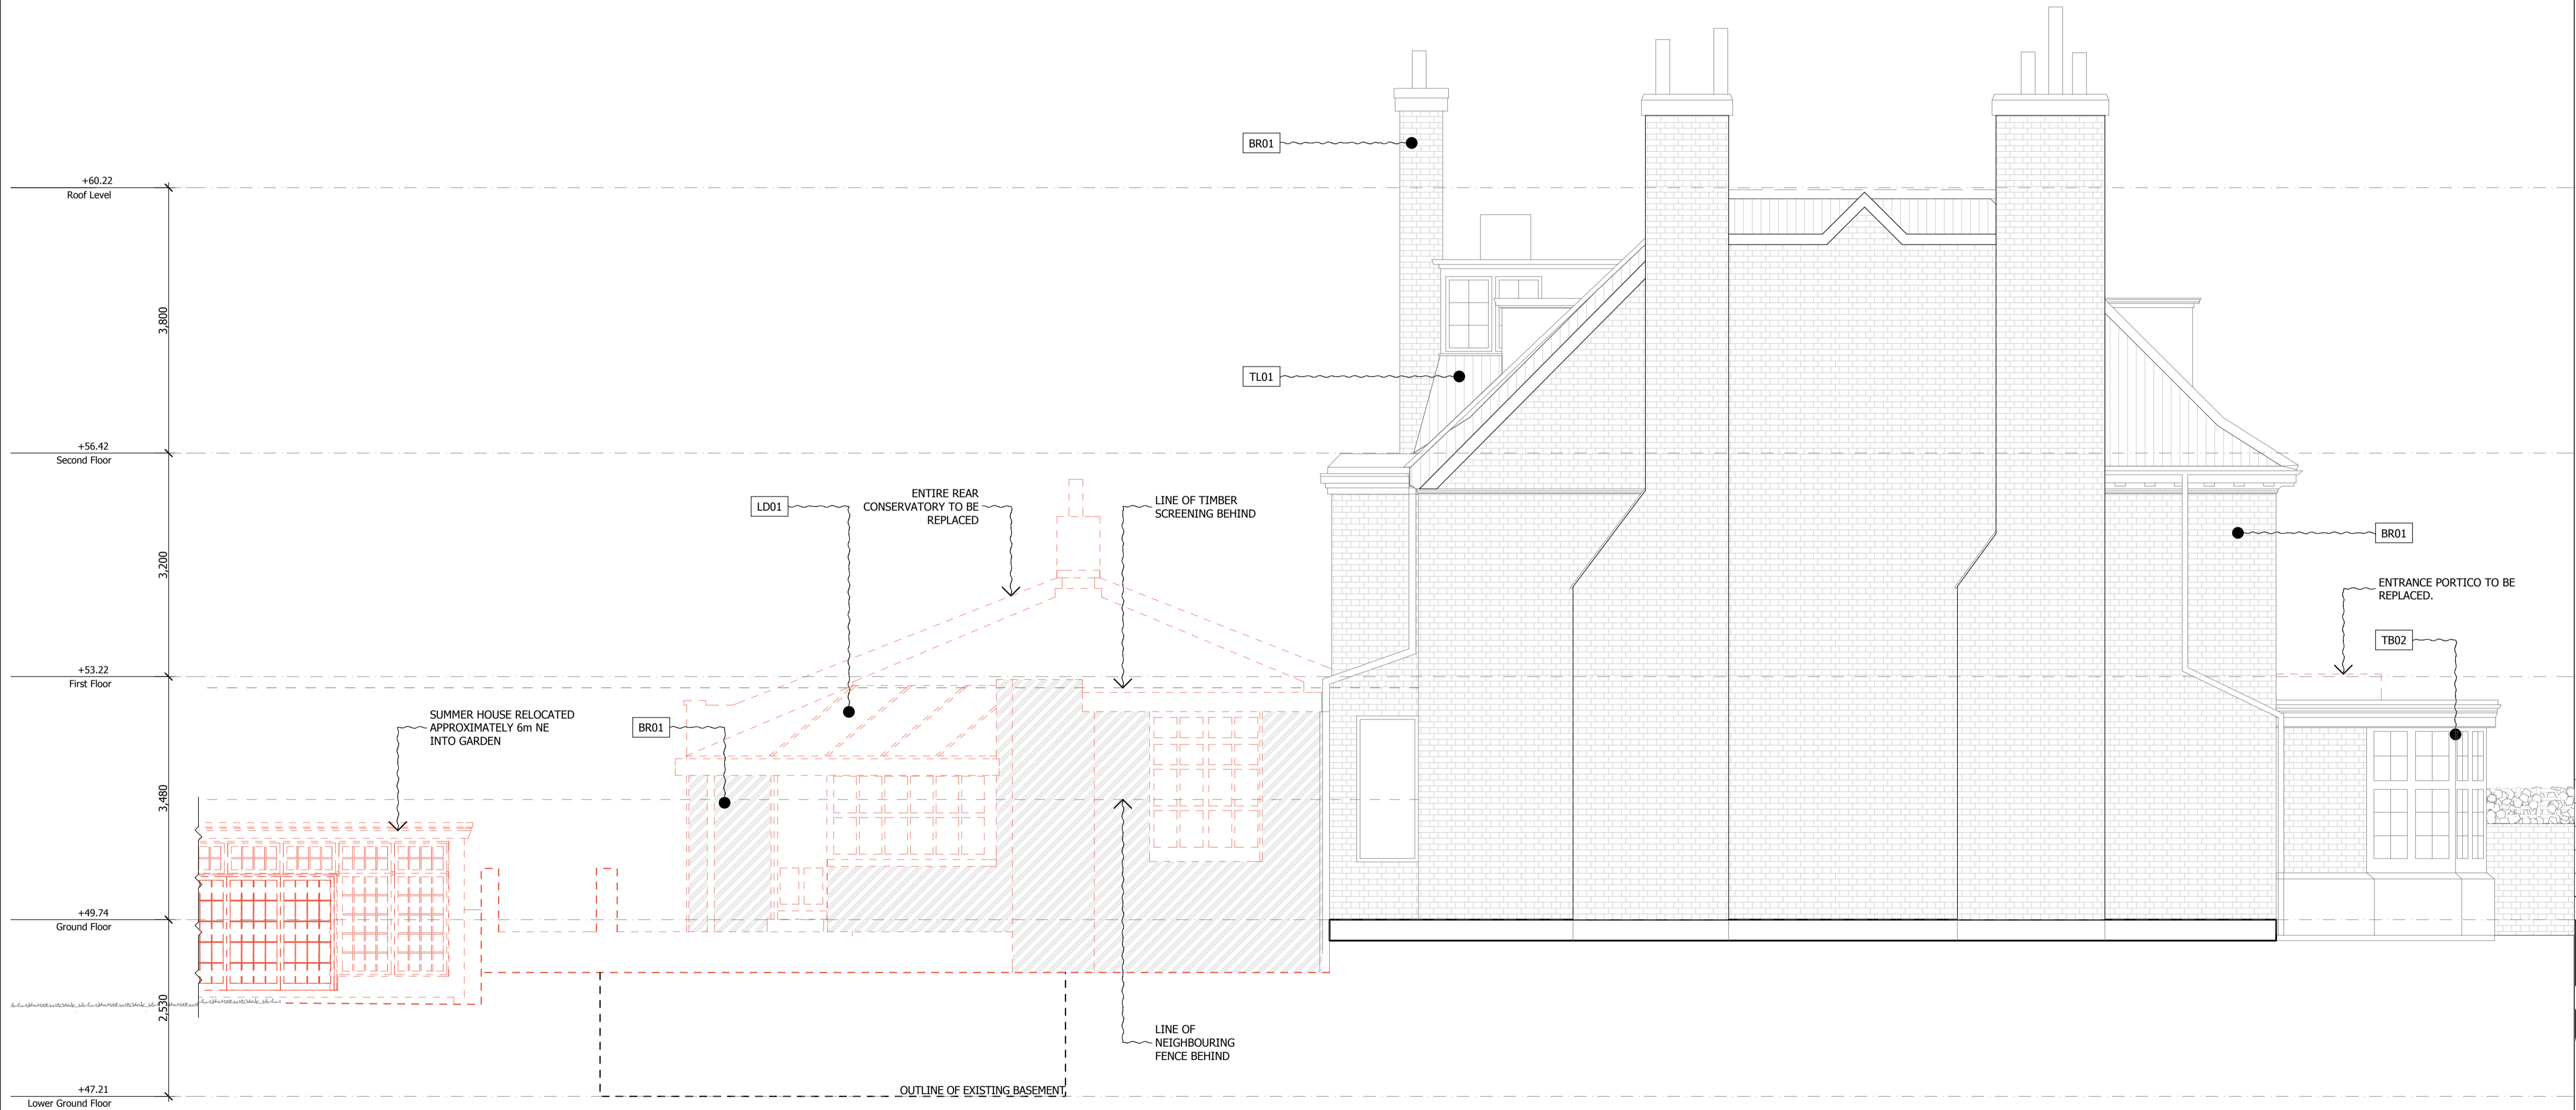 BR01
+60.22
Roof Level
3,800
TL01
+56.42
Second Floor
LD01
ENTIRE REAR
CONSERVATORY TO BE
REPLACED
LINE OF TIMBER
SCREENING BEHIND
BR01
3,200
ENTRANCE PORTICO TO BE
REPLACED.
TB02
+53.22
First Floor
SUMMER HOUSE RELOCATED
APPROXIMATELY 6m NE
INTO GARDEN
BR01
3,480
+49.74
Ground Floor
2,530
LINE OF
NEIGHBOURING
FENCE BEHIND
OUTLINE OF EXISTING BASEMENT
+47.21
Lower Ground Floor